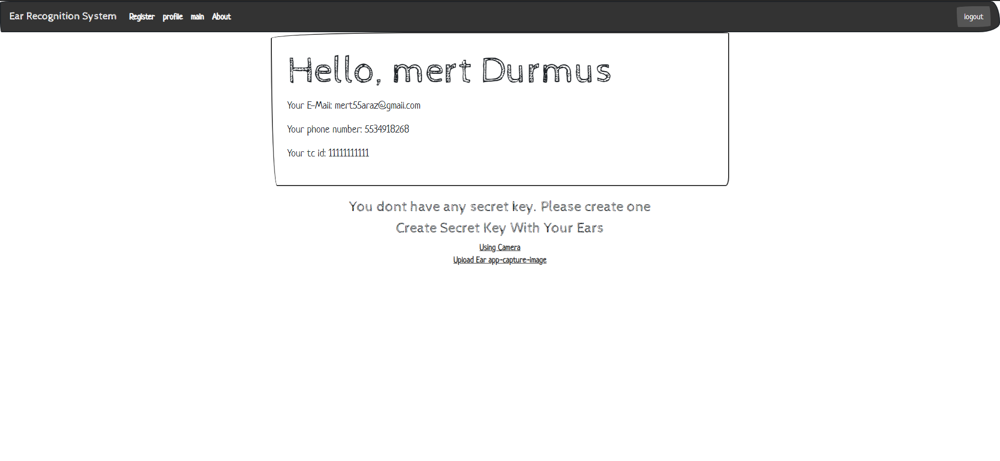 Ear Recognition System Register profile main About logout
Hello, mert Durmus
Your E-Mail: mert55araz@gmail.com
Your phone number: 5534918268
Your tc id: 11111111111
You dont have any secret key. Please create one
Create Secret Key With Your Ears
Using Camera
Upload Ear app-capture-image